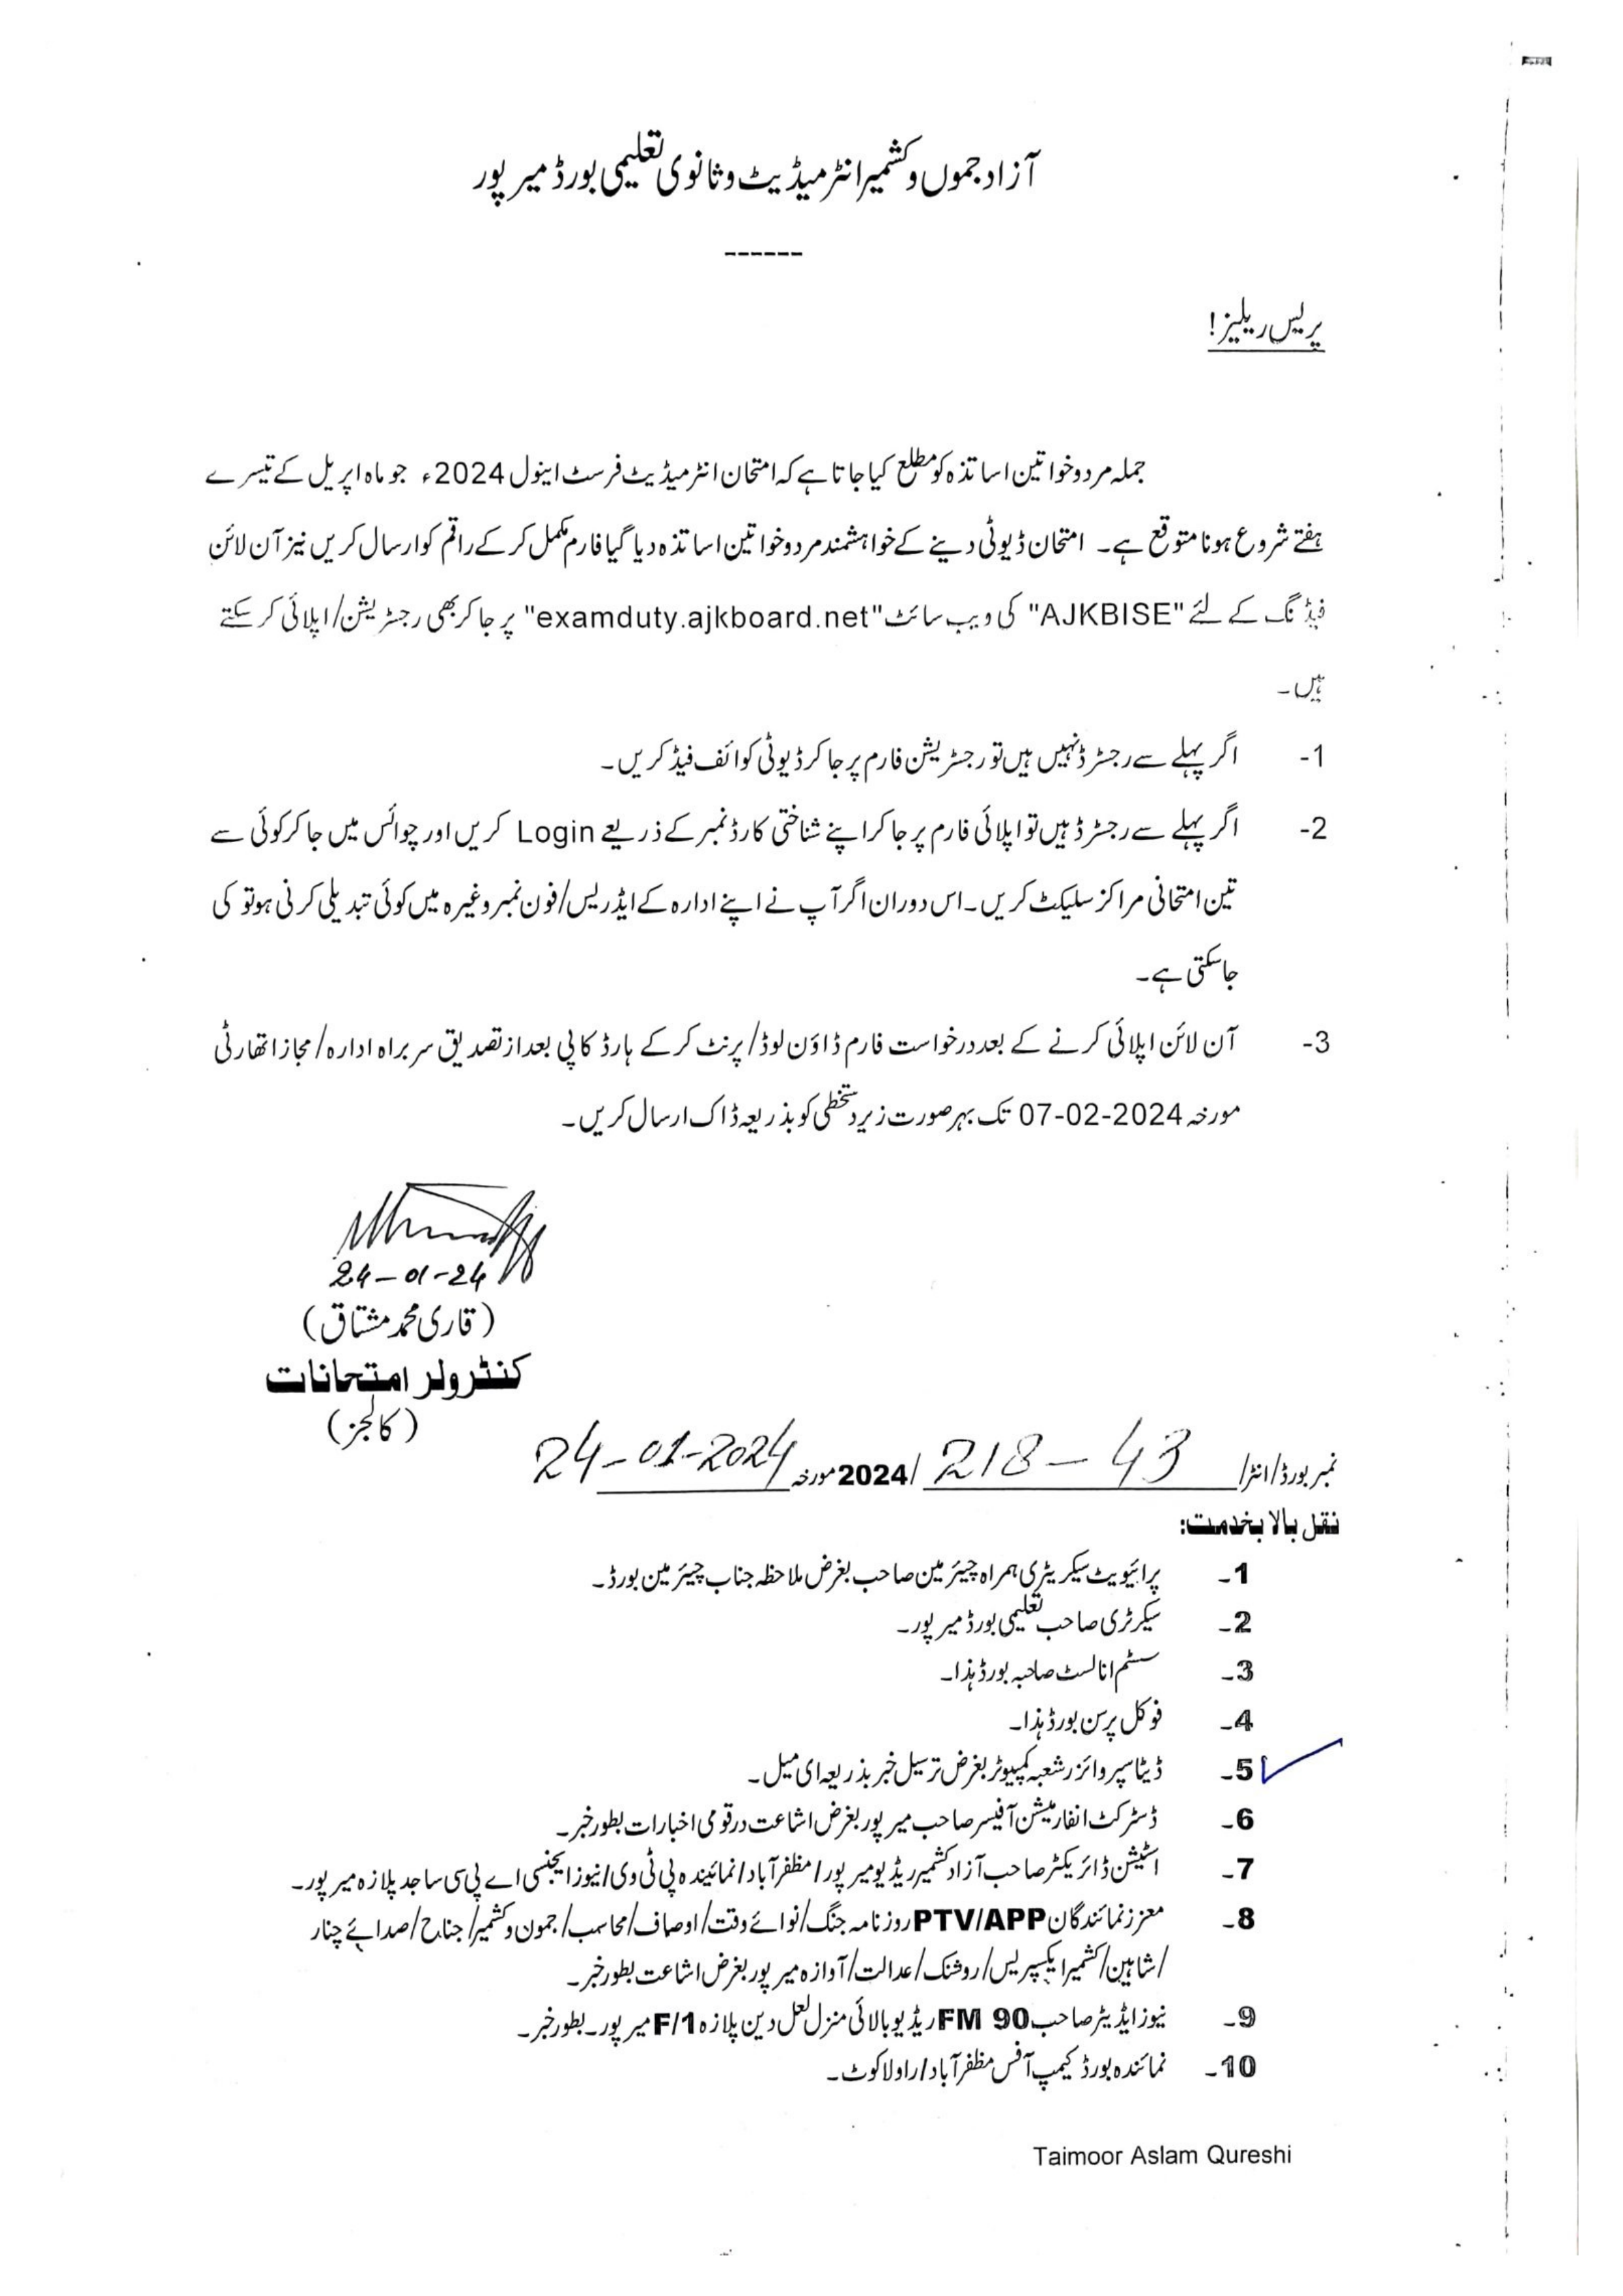 آزاد جموں و کشمیر انٹرمیڈیٹ و ثانوی تعلیمی بورڈ میرپور
------
پریس ریلیز!
جملہ مرد و خواتین اساتذہ کو مطلع کیا جاتا ہے کہ امتحان انٹرمیڈیٹ فرسٹ اینول 2024ء جو ماہ اپریل کے تیسرے
ہفتے شروع ہونا متوقع ہے۔ امتحان ڈیوٹی دینے کے خواہشمند مرد و خواتین اساتذہ دیا گیا فارم مکمل کر کے راقم کو ارسال کریں نیز آن لائن
فیڈنگ کے لئے "AJKBISE" کی ویب سائٹ "examduty.ajkboard.net" پر جا کر بھی رجسٹریشن/اپلائی کر سکتے
ہیں۔
1- اگر پہلے سے رجسٹرڈ نہیں ہیں تو رجسٹریشن فارم پر جا کر ڈیوٹی کوائف فیڈ کریں۔
2- اگر پہلے سے رجسٹرڈ ہیں تو اپلائی فارم پر جا کر اپنے شناختی کارڈ نمبر کے ذریعے Login کریں اور چوائس میں جا کر کوئی سے
تین امتحانی مراکز سلیکٹ کریں۔ اس دوران اگر آپ نے اپنے ادارہ کے ایڈریس/فون نمبر وغیرہ میں کوئی تبدیلی کرنی ہو تو کی
جاسکتی ہے۔
3- آن لائن اپلائی کرنے کے بعد درخواست فارم ڈاؤن لوڈ/پرنٹ کر کے ہارڈ کاپی بعد از تصدیق سربراہ ادارہ/مجاز اتھارٹی
مورخہ 07-02-2024 تک بہر صورت زیر دستخطی کو بذریعہ ڈاک ارسال کریں۔
24-01-24
(قاری محمد مشتاق)
کنٹرولر امتحانات
(کالجز)
نمبر بورڈ/انٹر/ 218-43 /2024 مورخہ 24-01-2024
نقل بالا بخدمت:
1۔ پرائیویٹ سیکریٹری ہمراہ چیئرمین صاحب بغرض ملاحظہ جناب چیئرمین بورڈ۔
2۔ سیکرٹری صاحب تعلیمی بورڈ میرپور۔
3۔ سسٹم انالسٹ صاحبہ بورڈ ہذا۔
4۔ فوکل پرسن بورڈ ہذا۔
5۔ ڈیٹا سپروائزر شعبہ کمپیوٹر بغرض ترسیل خبر بذریعہ ای میل۔
6۔ ڈسٹرکٹ انفارمیشن آفیسر صاحب میرپور بغرض اشاعت در قومی اخبارات بطور خبر۔
7۔ اسٹیشن ڈائریکٹر صاحب آزاد کشمیر ریڈیو میرپور/مظفرآباد/نمائیندہ پی ٹی وی/نیوز ایجنسی اے پی پی ساجد پلازہ میرپور۔
8۔ معزز نمائندگان PTV/APP روزنامہ جنگ/نوائے وقت/اوصاف/محاسب/جمون و کشمیر/جناح/صدائے چنار
/شاہین/کشمیر ایکسپریس/روشنک/عدالت/آوازہ میرپور بغرض اشاعت بطور خبر۔
9۔ نیوز ایڈیٹر صاحب FM 90 ریڈیو بالائی منزل لعل دین پلازہ F/1 میرپور۔ بطور خبر۔
10۔ نمائندہ بورڈ کیمپ آفس مظفرآباد/راولاکوٹ۔
Taimoor Aslam Qureshi